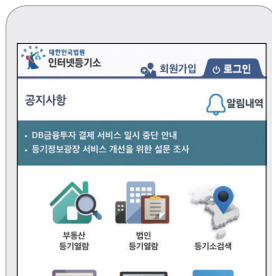 대한민국법원
인터넷등기소
회원가입
로그인
공지사항
알림내역
• DB금융투자 결제 서비스 일시 중단 안내
• 등기정보광장 서비스 개선을 위한 설문 조사
부동산
등기열람
법인
등기열람
등기소검색